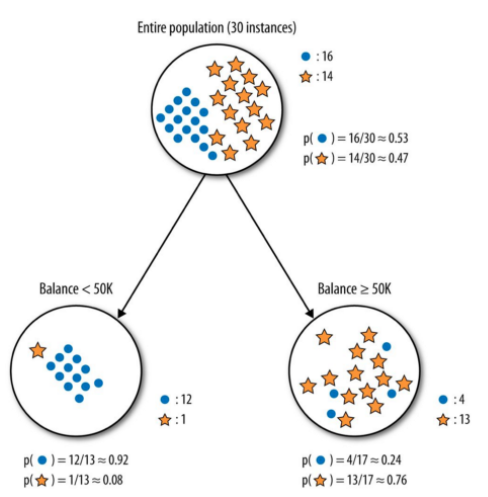 Entire population (30 instances)
: 16
: 14
p( ) = 16/30 ≈ 0.53
p( ) = 14/30 ≈ 0.47
Balance < 50K
Balance ≥ 50K
: 12
: 1
: 4
: 13
p( ) = 12/13 ≈ 0.92
p( ) = 1/13 ≈ 0.08
p( ) = 4/17 ≈ 0.24
p( ) = 13/17 ≈ 0.76